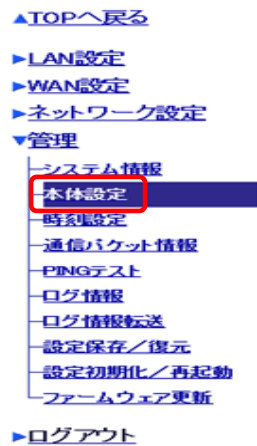 ▲TOPへ戻る
►LAN設定
►WAN設定
►ネットワーク設定
▼管理
システム情報
本体設定
時刻設定
通信パケット情報
PINGテスト
ログ情報
ログ情報転送
設定保存／復元
設定初期化／再起動
ファームウェア更新
►ログアウト